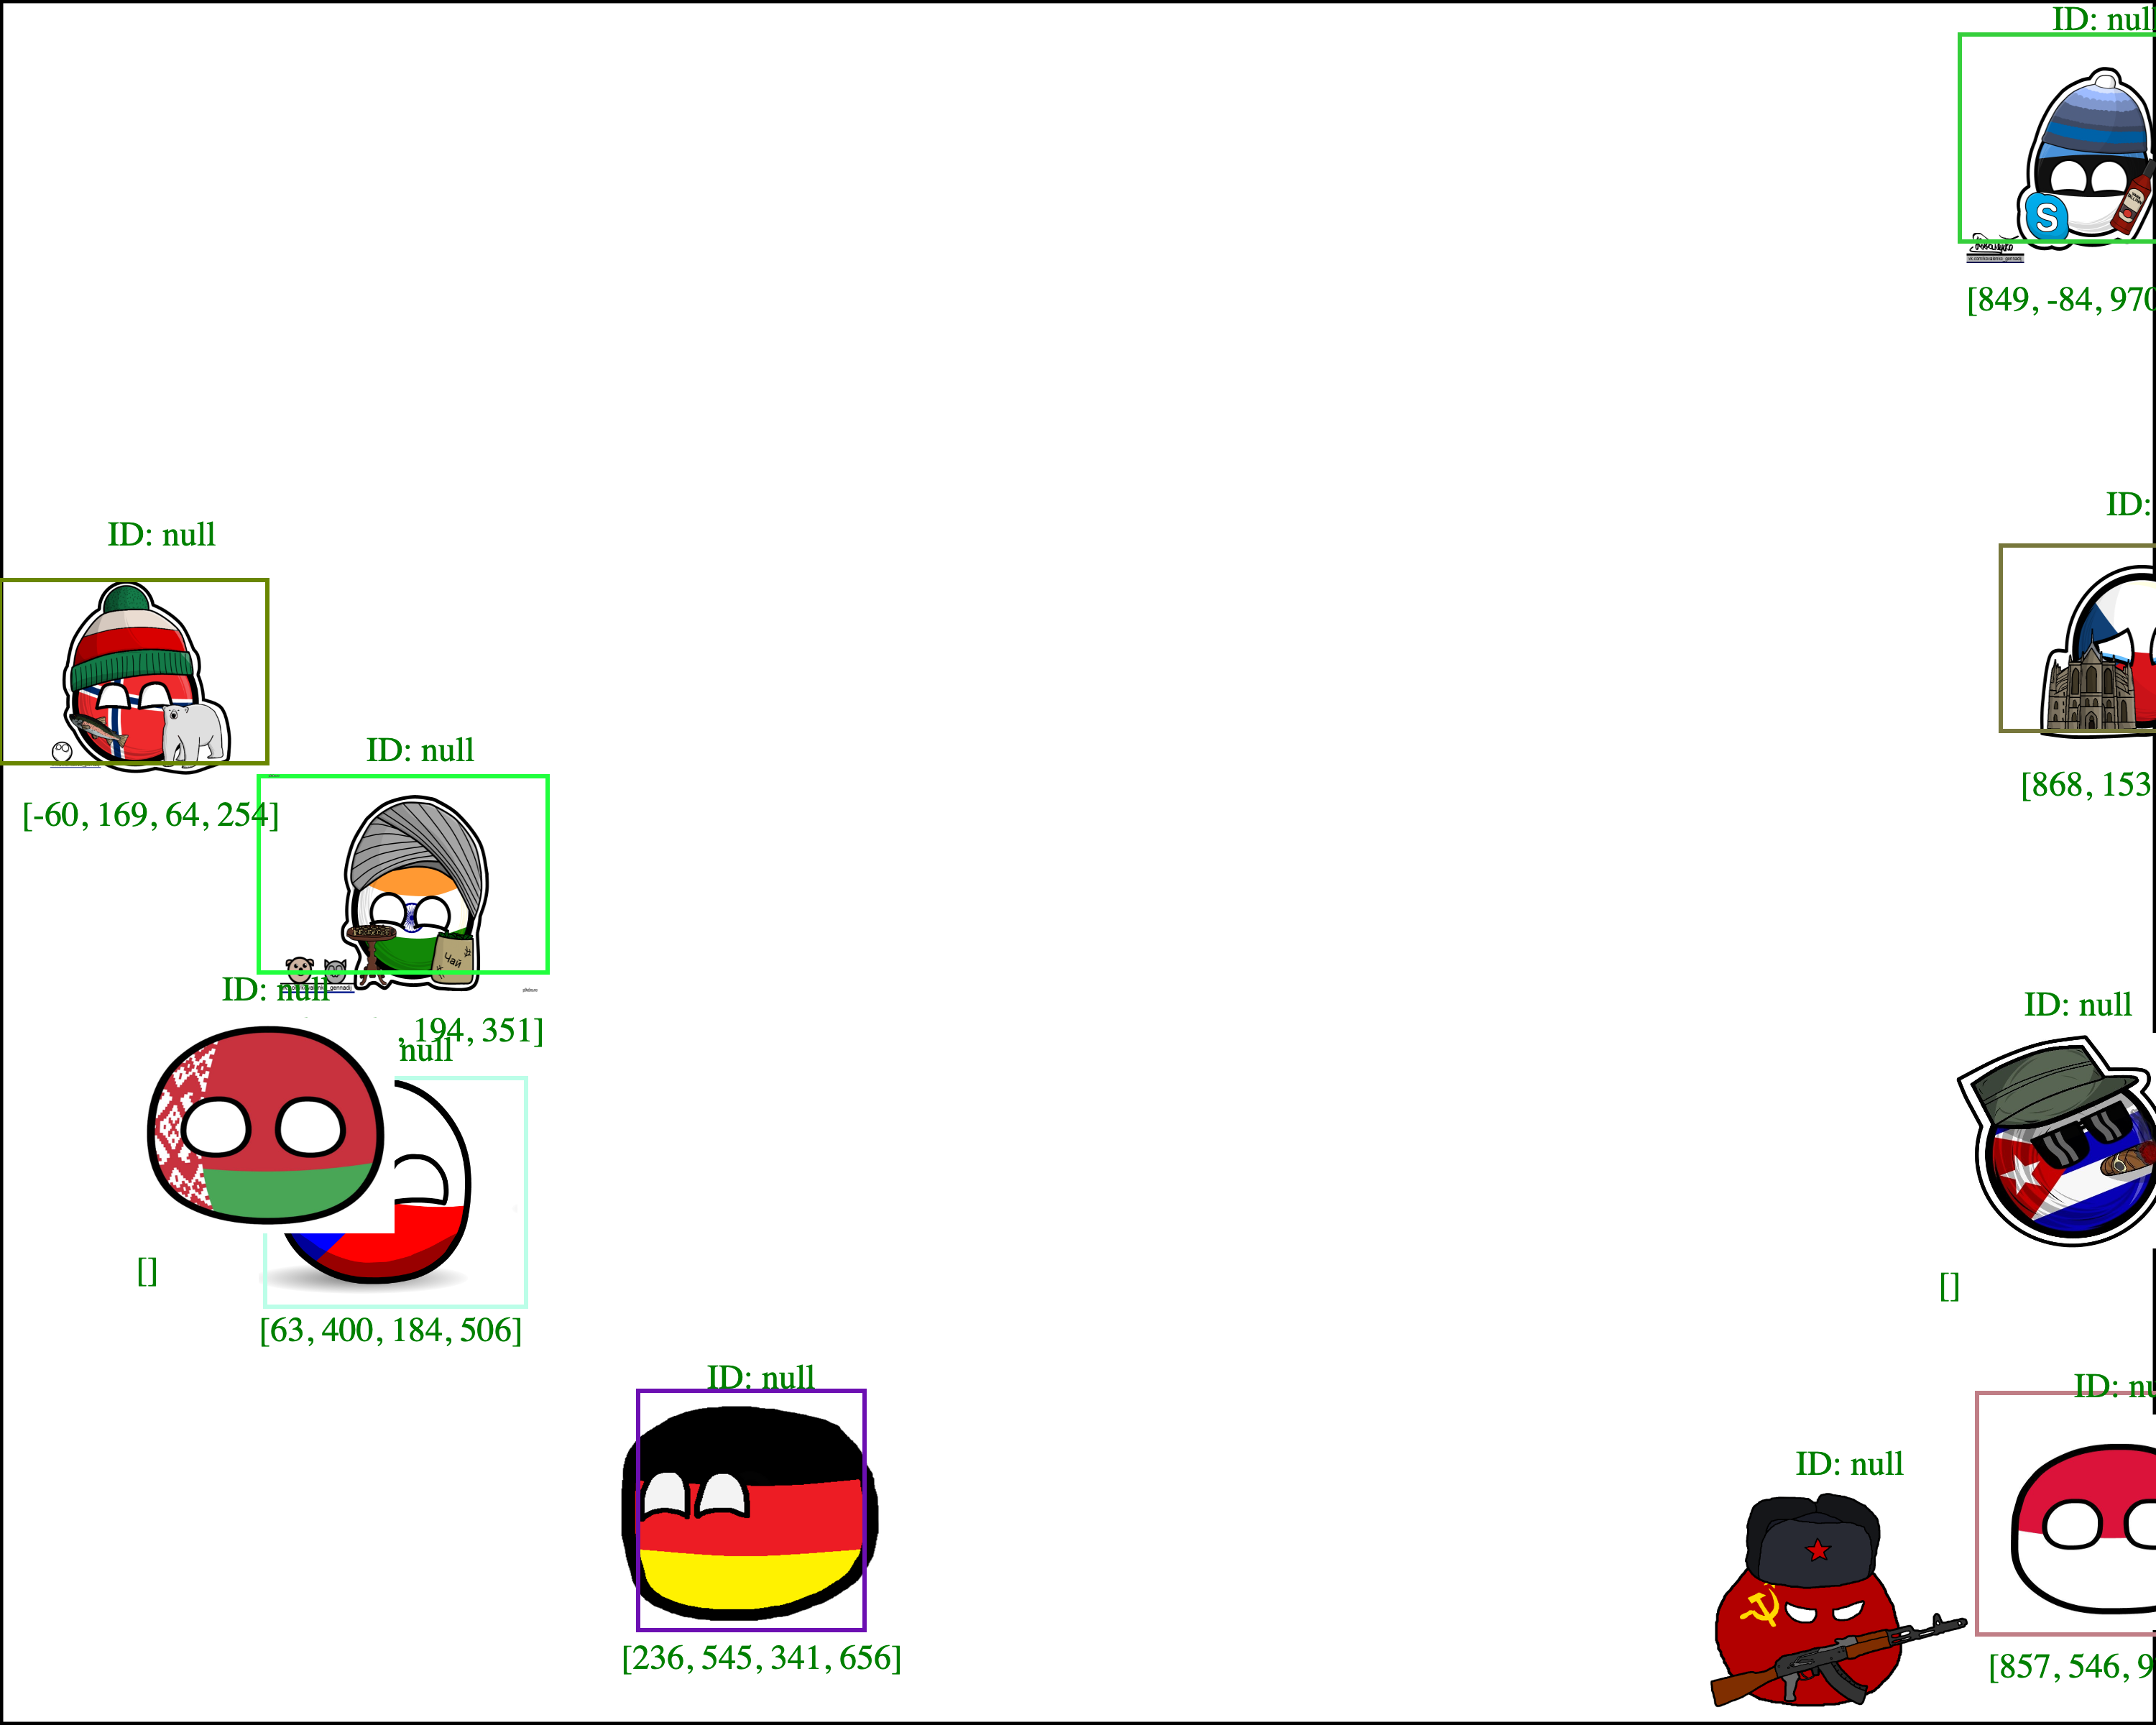 ID: null
S
[849, -84, 970
ID:
ID: null
[868, 153
[-60, 169, 64, 254]
ID: null
Чай
ID: null
, 194, 351]
null
ID: null
[]
[]
[63, 400, 184, 506]
ID: null
ID: nu
ID: null
[236, 545, 341, 656]
[857, 546, 9